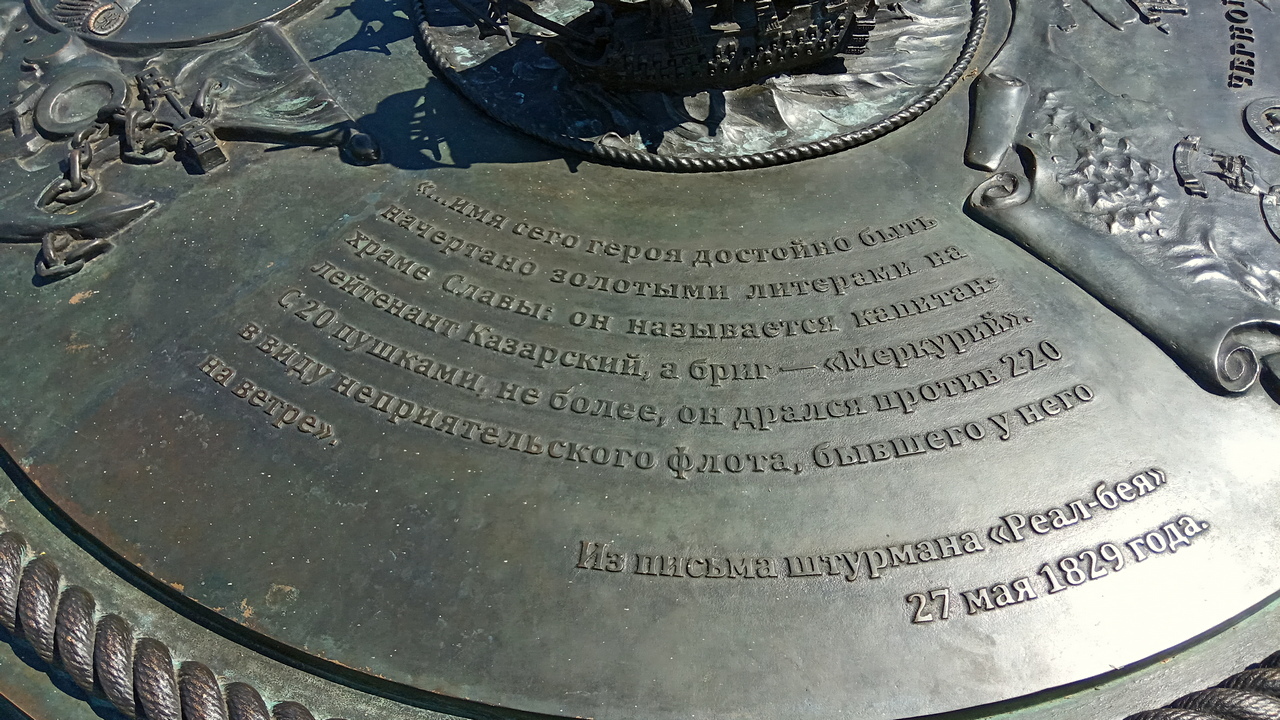 «...имя сего героя достойно быть
начертано золотыми литерами на
храме Славы: он называется капитан-
лейтенант Казарский, а бриг — «Меркурий».
С 20 пушками, не более, он дрался против 220
в виду неприятельского флота, бывшего у него
на ветре».
Из письма штурмана «Реал-бея»
27 мая 1829 года.